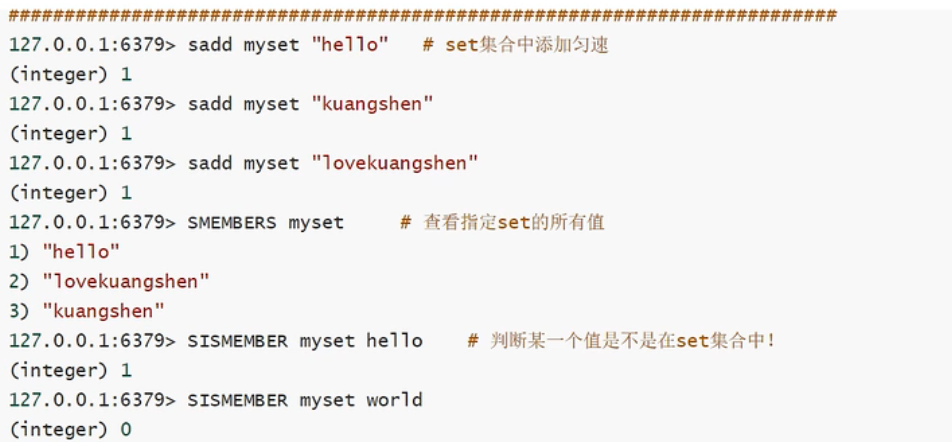 ##########################################################################
127.0.0.1:6379> sadd myset "hello"   # set集合中添加匀速
(integer) 1
127.0.0.1:6379> sadd myset "kuangshen"
(integer) 1
127.0.0.1:6379> sadd myset "lovekuangshen"
(integer) 1
127.0.0.1:6379> SMEMBERS myset     # 查看指定set的所有值
1) "hello"
2) "lovekuangshen"
3) "kuangshen"
127.0.0.1:6379> SISMEMBER myset hello    # 判断某一个值是不是在set集合中！
(integer) 1
127.0.0.1:6379> SISMEMBER myset world
(integer) 0